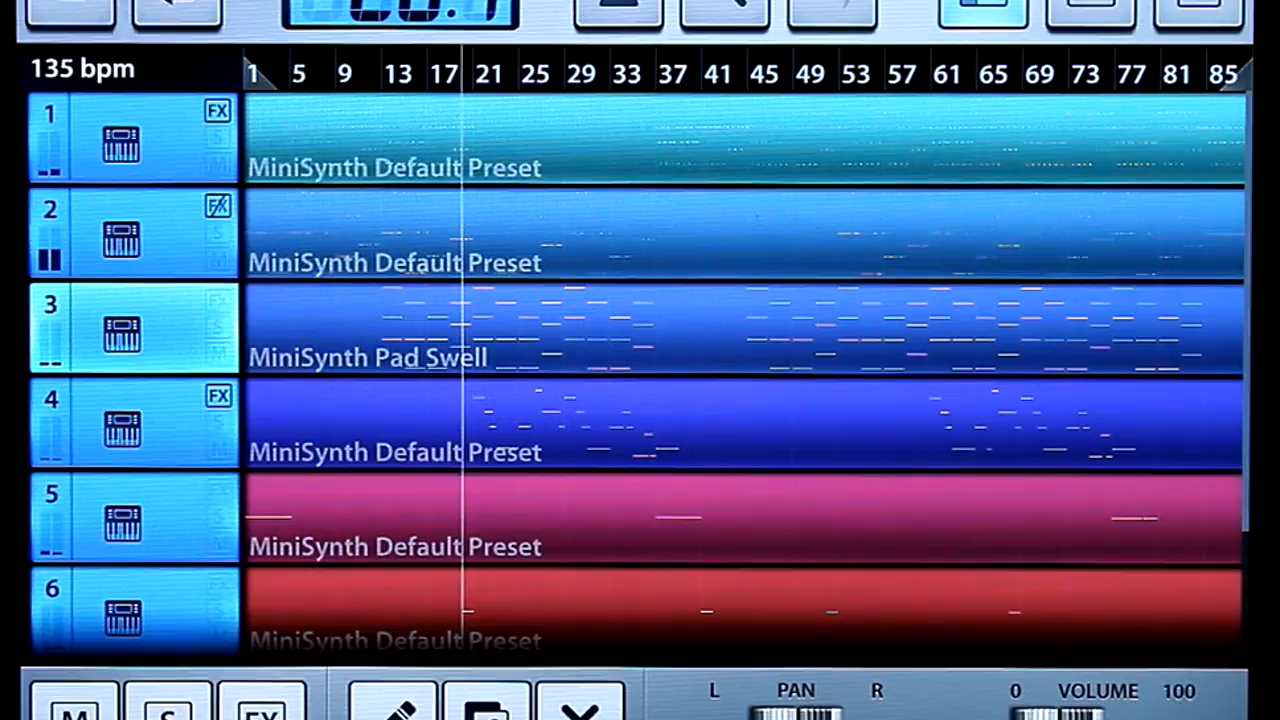 135 bpm
1 5 9 13 17 21 25 29 33 37 41 45 49 53 57 61 65 69 73 77 81 85
1 FX S M
MiniSynth Default Preset
2 FX S M
MiniSynth Default Preset
3 FX S M
MiniSynth Pad Swell
4 FX S M
MiniSynth Default Preset
5
MiniSynth Default Preset
6
MiniSynth Default Preset
M S FX L PAN R 0 VOLUME 100